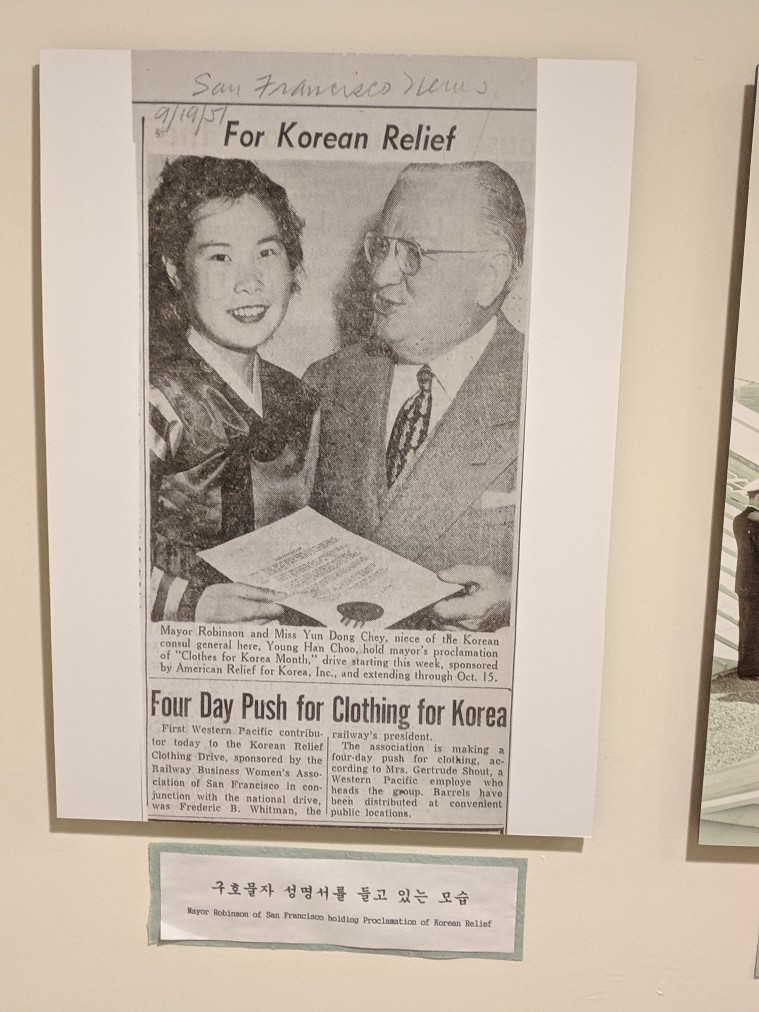 San Francisco News
9/19/51
For Korean Relief
Mayor Robinson and Miss Yun Dong Chey, niece of the Korean
consul general here, Young Han Choo, hold mayor's proclamation
of "Clothes for Korea Month," drive starting this week, sponsored
by American Relief for Korea, Inc., and extending through Oct. 15.
Four Day Push for Clothing for Korea
First Western Pacific contribu-
tor today to the Korean Relief
Clothing Drive, sponsored by the
Railway Business Women's Asso-
ciation of San Francisco in con-
junction with the national drive,
was Frederic B. Whitman, the
railway's president.
The association is making a
four-day push for clothing, ac-
cording to Mrs. Gertrude Shout, a
Western Pacific employe who
heads the group. Barrels have
been distributed at convenient
public locations.
구호물자 성명서를 들고 있는 모습
Mayor Robinson of San Francisco holding Proclamation of Korean Relief